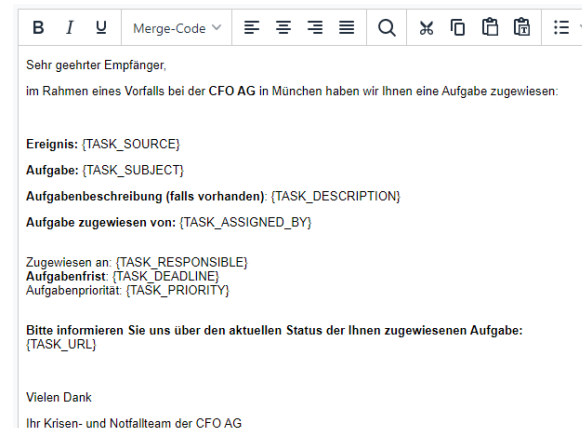 B I U Merge-Code
Sehr geehrter Empfänger,
im Rahmen eines Vorfalls bei der CFO AG in München haben wir Ihnen eine Aufgabe zugewiesen:
Ereignis: {TASK_SOURCE}
Aufgabe: {TASK_SUBJECT}
Aufgabenbeschreibung (falls vorhanden): {TASK_DESCRIPTION}
Aufgabe zugewiesen von: {TASK_ASSIGNED_BY}
Zugewiesen an: {TASK_RESPONSIBLE}
Aufgabenfrist: {TASK_DEADLINE}
Aufgabenpriorität: {TASK_PRIORITY}
Bitte informieren Sie uns über den aktuellen Status der Ihnen zugewiesenen Aufgabe:
{TASK_URL}
Vielen Dank
Ihr Krisen- und Notfallteam der CFO AG